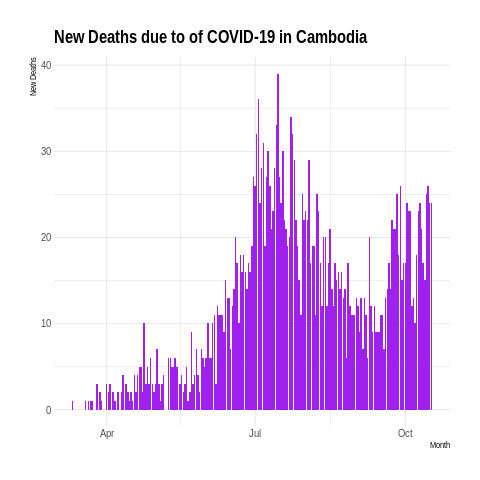 New Deaths due to of COVID-19 in Cambodia
New Deaths
40
30
20
10
0
Apr
Jul
Oct
Month